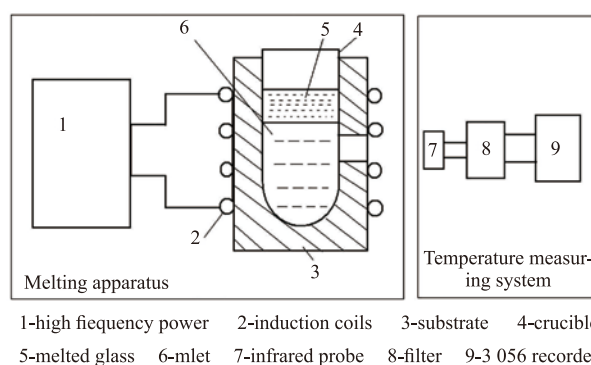 6
5
4
1
2
3
7
8
9
Melting apparatus
Temperature measur-
ing system
1-high fiequency power 2-induction coils 3-substrate 4-crucible
5-melted glass 6-mlet 7-infrared probe 8-filter 9-3 056 recorde